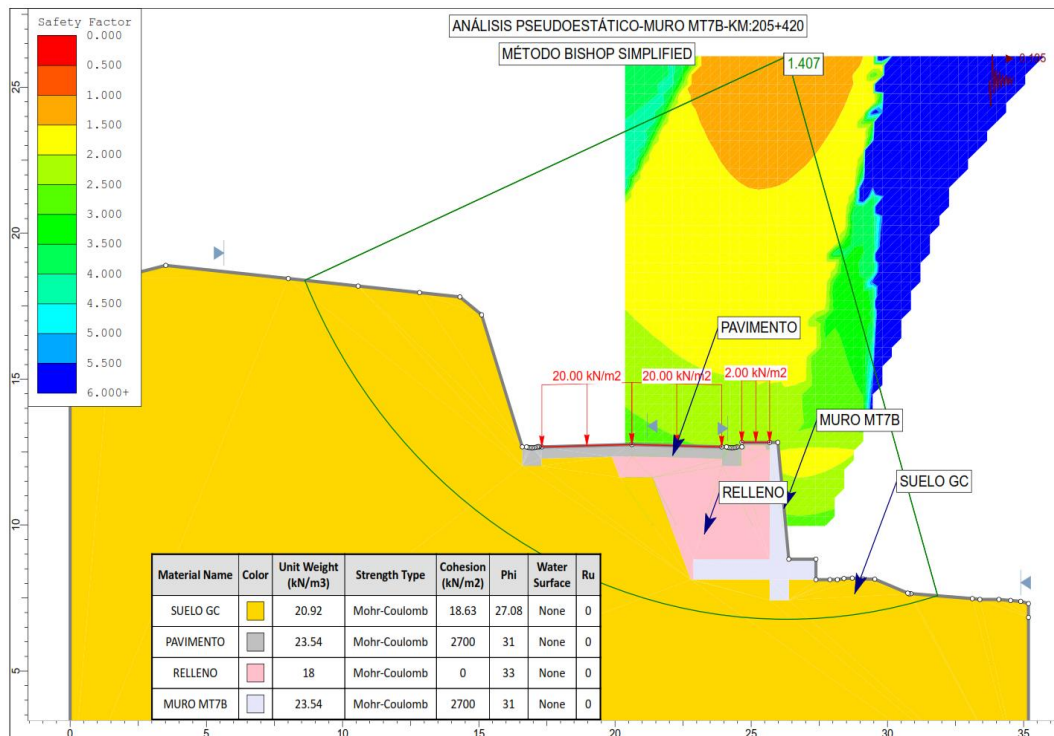 Safety Factor
0.000
0.500
1.000
1.500
2.000
2.500
3.000
3.500
4.000
4.500
5.000
5.500
6.000+
ANÁLISIS PSEUDOESTÁTICO-MURO MT7B-KM:205+420
MÉTODO BISHOP SIMPLIFIED
1.407
PAVIMENTO
20.00 kN/m2
20.00 kN/m2
2.00 kN/m2
MURO MT7B
RELLENO
SUELO GC
Material Name Color Unit Weight (kN/m3) Strength Type Cohesion (kN/m2) Phi Water Surface Ru
SUELO GC 20.92 Mohr-Coulomb 18.63 27.08 None 0
PAVIMENTO 23.54 Mohr-Coulomb 2700 31 None 0
RELLENO 18 Mohr-Coulomb 0 33 None 0
MURO MT7B 23.54 Mohr-Coulomb 2700 31 None 0
25
20
15
10
5
0 5 10 15 20 25 30 35